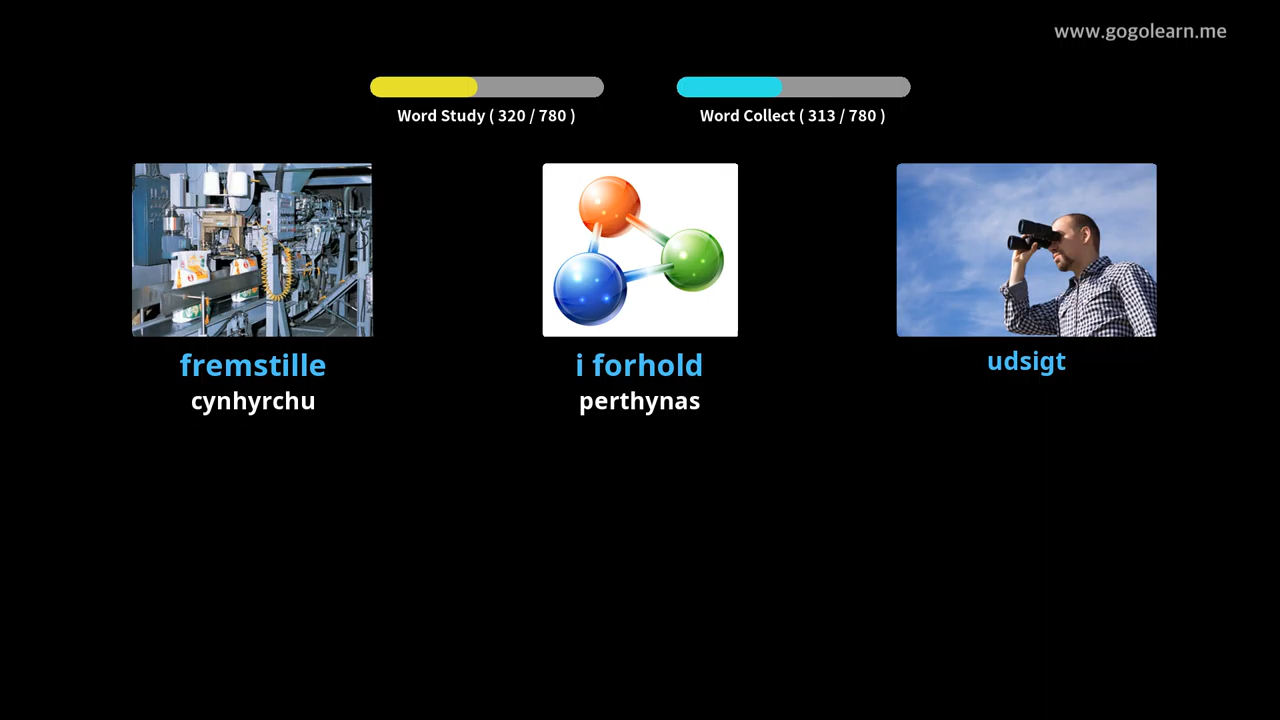 www.gogolearn.me
Word Study ( 320 / 780 )
Word Collect ( 313 / 780 )
fremstille
cynhyrchu
i forhold
perthynas
udsigt